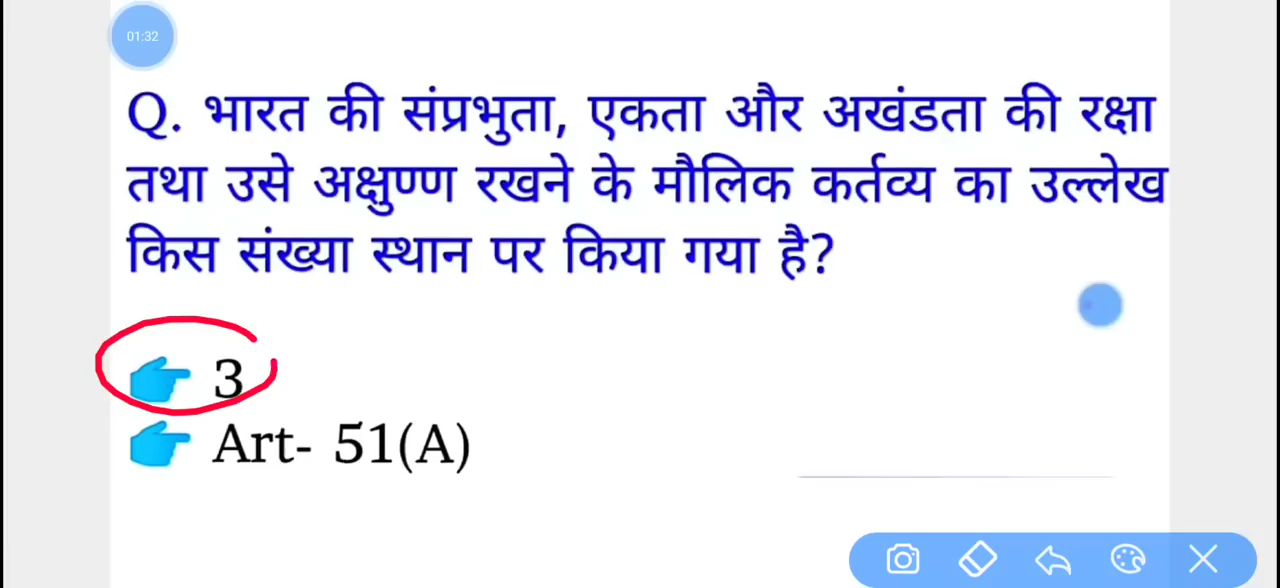 01:32
Q. भारत की संप्रभुता, एकता और अखंडता की रक्षा
तथा उसे अक्षुण्ण रखने के मौलिक कर्तव्य का उल्लेख
किस संख्या स्थान पर किया गया है?
👉 3
👉 Art- 51(A)